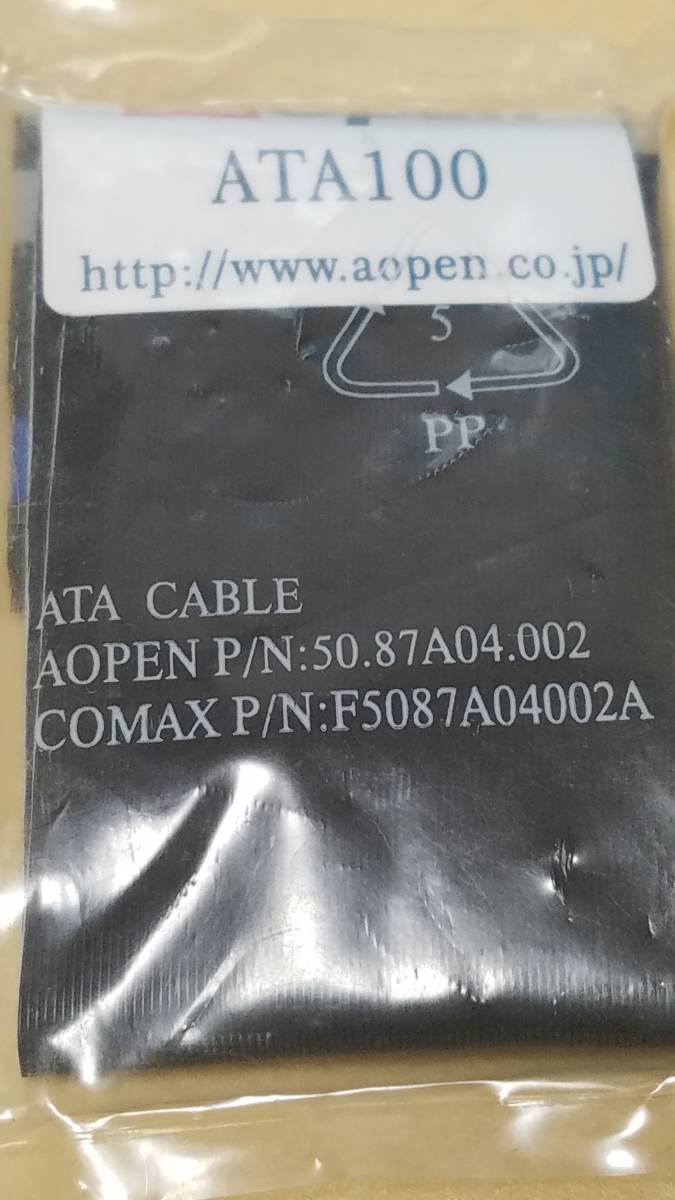 ATA100
http://www.aopen.co.jp/
5
PP
ATA CABLE
AOPEN P/N:50.87A04.002
COMAX P/N:F5087A04002A